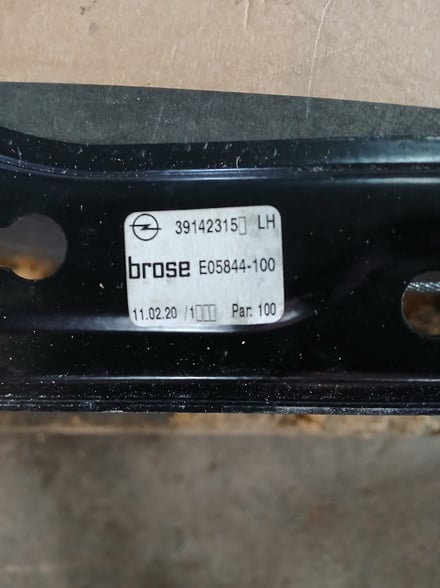 39142315▯ LH
brose E05844-100
11.02.20 /1▯▯▯ Par. 100